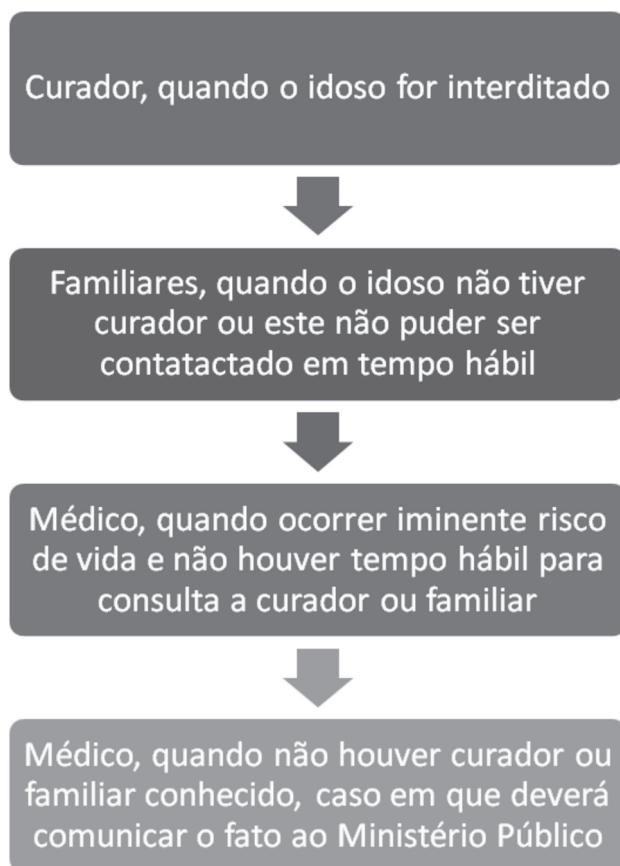 Curador, quando o idoso for interditado
Familiares, quando o idoso não tiver
curador ou este não puder ser
contatactado em tempo hábil
Médico, quando ocorrer iminente risco
de vida e não houver tempo hábil para
consulta a curador ou familiar
Médico, quando não houver curador ou
familiar conhecido, caso em que deverá
comunicar o fato ao Ministério Público